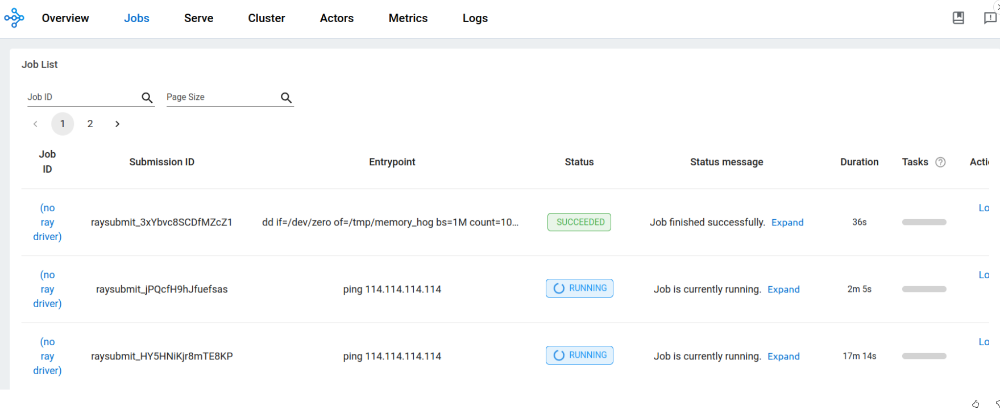 Overview Jobs Serve Cluster Actors Metrics Logs
Job List
Job ID Page Size
1 2
Job ID Submission ID Entrypoint Status Status message Duration Tasks Acti
(no ray driver) raysubmit_3xYbvc8SCDfMZcZ1 dd if=/dev/zero of=/tmp/memory_hog bs=1M count=10... SUCCEEDED Job finished successfully. Expand 36s Lo
(no ray driver) raysubmit_jPQcfH9hJfuefsas ping 114.114.114.114 RUNNING Job is currently running. Expand 2m 5s Lo
(no ray driver) raysubmit_HY5HNiKjr8mTE8KP ping 114.114.114.114 RUNNING Job is currently running. Expand 17m 14s Lo